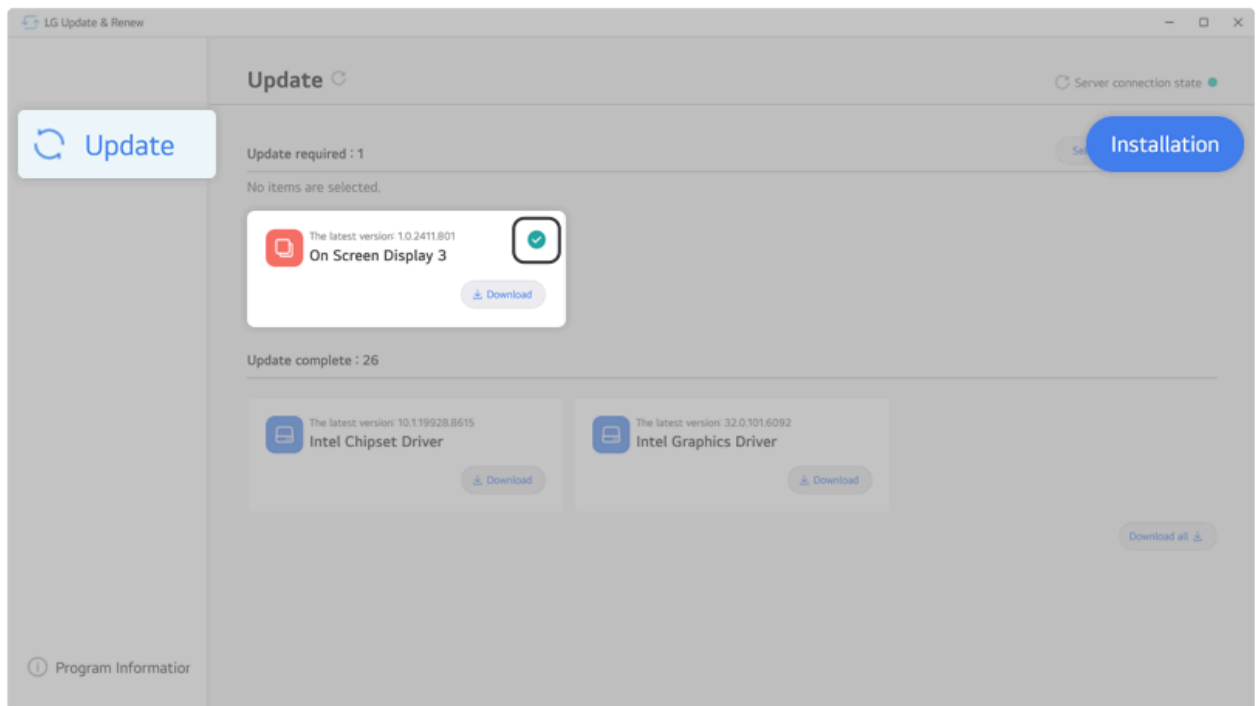 LG Update & Renew
Update
Server connection state
Update
Update required : 1
Installation
No items are selected.
The latest version: 1.0.2411.801
On Screen Display 3
Download
Update complete : 26
The latest version: 10.1.19928.8615
Intel Chipset Driver
Download
The latest version: 32.0.101.6092
Intel Graphics Driver
Download
Download all
Program Information